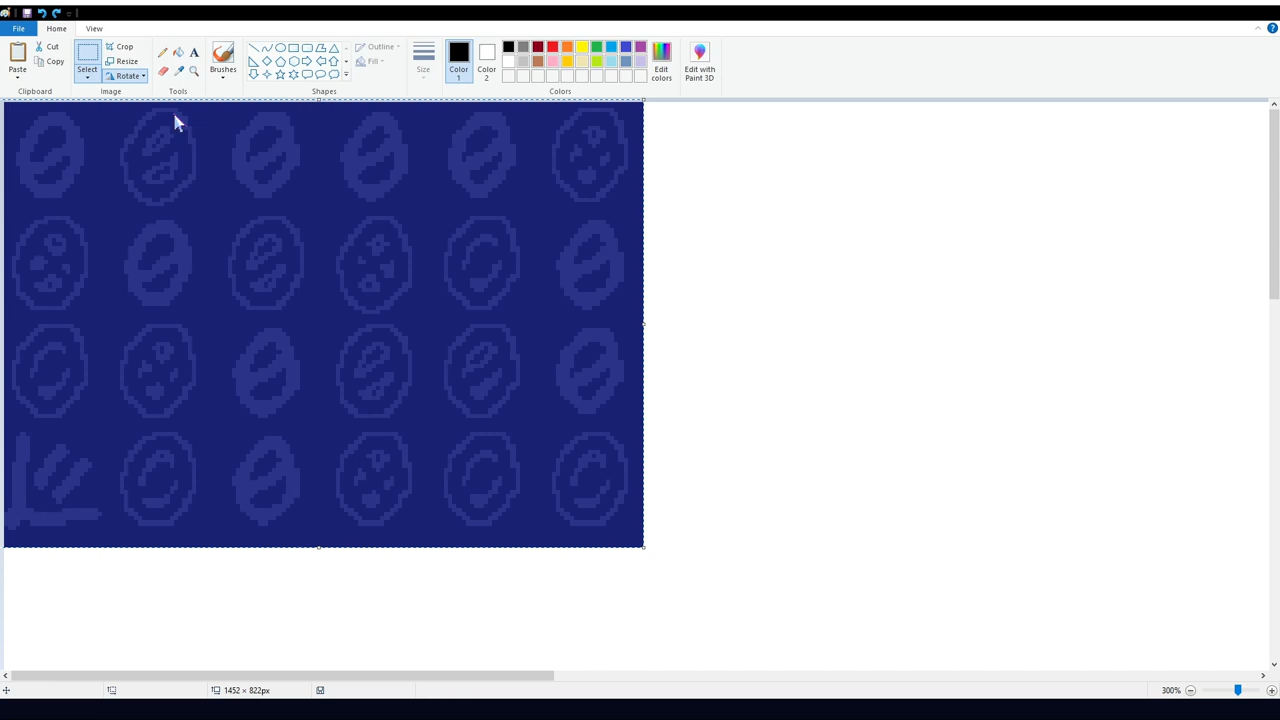 File Home View
Paste Cut Copy Select Crop Resize Rotate A Brushes Outline Fill Size Color 1 Color 2 Edit colors Edit with Paint 3D
Clipboard Image Tools Shapes Colors
1452 × 822px 300%